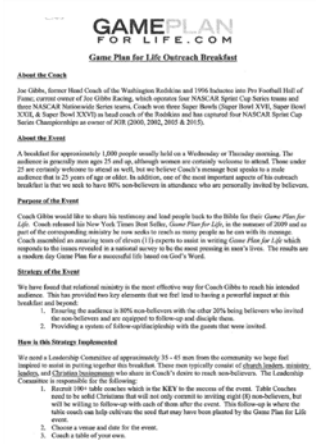 GAMEPLAN
FOR LIFE.COM
Game Plan for Life Outreach Breakfast
About the Coach
Joe Gibbs, former Head Coach of the Washington Redskins and 1996 Inductee into Pro Football Hall of
Fame; current owner of Joe Gibbs Racing, which operates four NASCAR Sprint Cup Series teams and
three NASCAR Nationwide Series teams. Coach won three Super Bowls (Super Bowl XVII, Super Bowl
XXII, & Super Bowl XXVI) as head coach of the Redskins and has captured four NASCAR Sprint Cup
Series Championships as owner of JGR (2000, 2002, 2005 & 2015).
About the Event
A breakfast for approximately 1,000 people usually held on a Wednesday or Thursday morning. The
audience is generally men ages 25 and up, although women are certainly welcome to attend. Those under
25 are certainly welcome to attend as well, but we believe Coach's message best speaks to a male
audience that is 25 years of age or older. In addition, one of the most important aspects of his outreach
breakfast is that we seek to have 80% non-believers in attendance who are personally invited by believers.
Purpose of the Event
Coach Gibbs would like to share his testimony and lead people back to the Bible for their Game Plan for
Life. Coach released his New York Times Best Seller, Game Plan for Life, in the summer of 2009 and as
part of the corresponding ministry he now seeks to reach as many people as he can with its message.
Coach assembled an amazing team of eleven (11) experts to assist in writing Game Plan for Life which
responds to the issues revealed in a national survey to be the most pressing in men's lives. The results are
a modern day Game Plan for a successful life based on God's Word.
Strategy of the Event
We have found that relational ministry is the most effective way for Coach Gibbs to reach his intended
audience. This has provided two key elements that we feel lead to having a powerful impact at this
breakfast and beyond:
1. Ensuring the audience is 80% non-believers with the other 20% being believers who invited
the non-believers and are equipped to follow-up and disciple them.
2. Providing a system of follow-up/discipleship with the guests that were invited.
How is this Strategy Implemented
We need a Leadership Committee of approximately 35 - 45 men from the community we hope feel
inspired to assist in putting together this breakfast. These men typically consist of church leaders, ministry
leaders, and Christian businessmen who share in Coach's desire to reach non-believers. The Leadership
Committee is responsible for the following:
1. Recruit 100+ table coaches which is the KEY to the success of the event. Table Coaches
need to be solid Christians that will not only commit to inviting eight (8) non-believers, but
will be willing to follow-up with each of them after the event. This follow-up is where the
table coach can help cultivate the seed that may have been planted by the Game Plan for Life
event.
2. Choose a venue and date for the event.
3. Coach a table of your own.